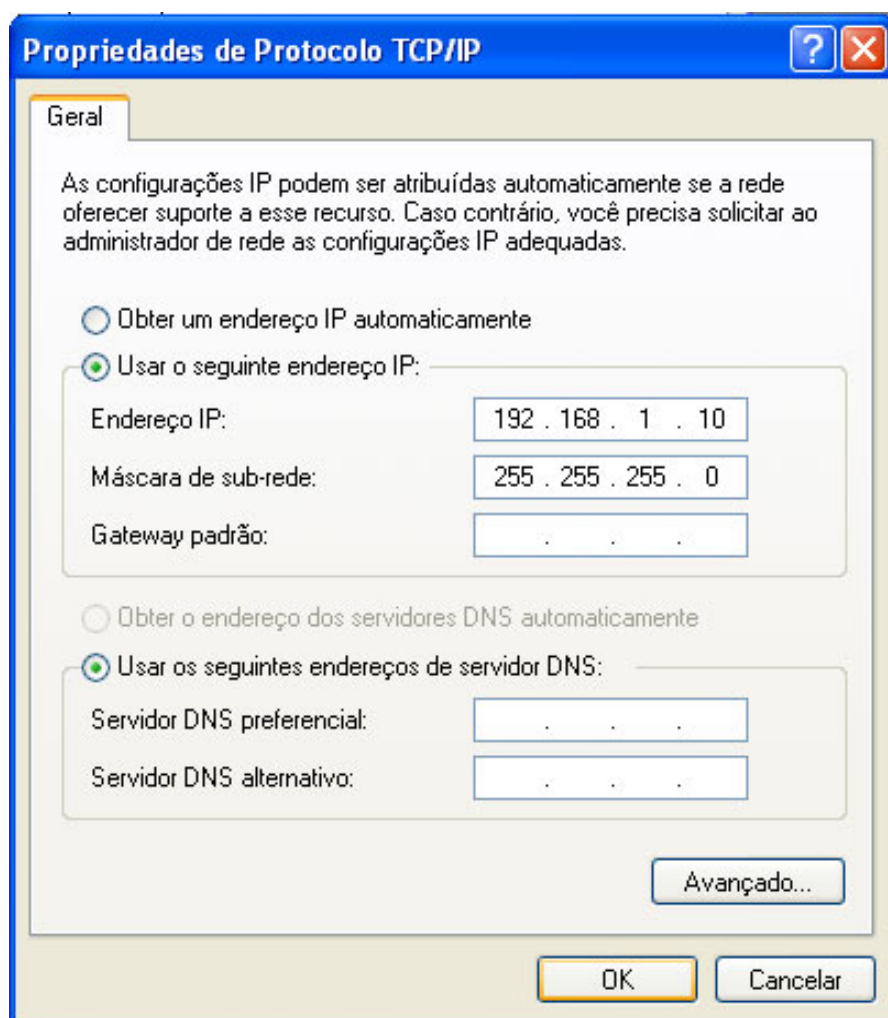 Propriedades de Protocolo TCP/IP
Geral
As configurações IP podem ser atribuídas automaticamente se a rede
oferecer suporte a esse recurso. Caso contrário, você precisa solicitar ao
administrador de rede as configurações IP adequadas.
Obter um endereço IP automaticamente
Usar o seguinte endereço IP:
Endereço IP: 192 . 168 . 1 . 10
Máscara de sub-rede: 255 . 255 . 255 . 0
Gateway padrão: . . .
Obter o endereço dos servidores DNS automaticamente
Usar os seguintes endereços de servidor DNS:
Servidor DNS preferencial: . . .
Servidor DNS alternativo: . . .
Avançado...
OK Cancelar